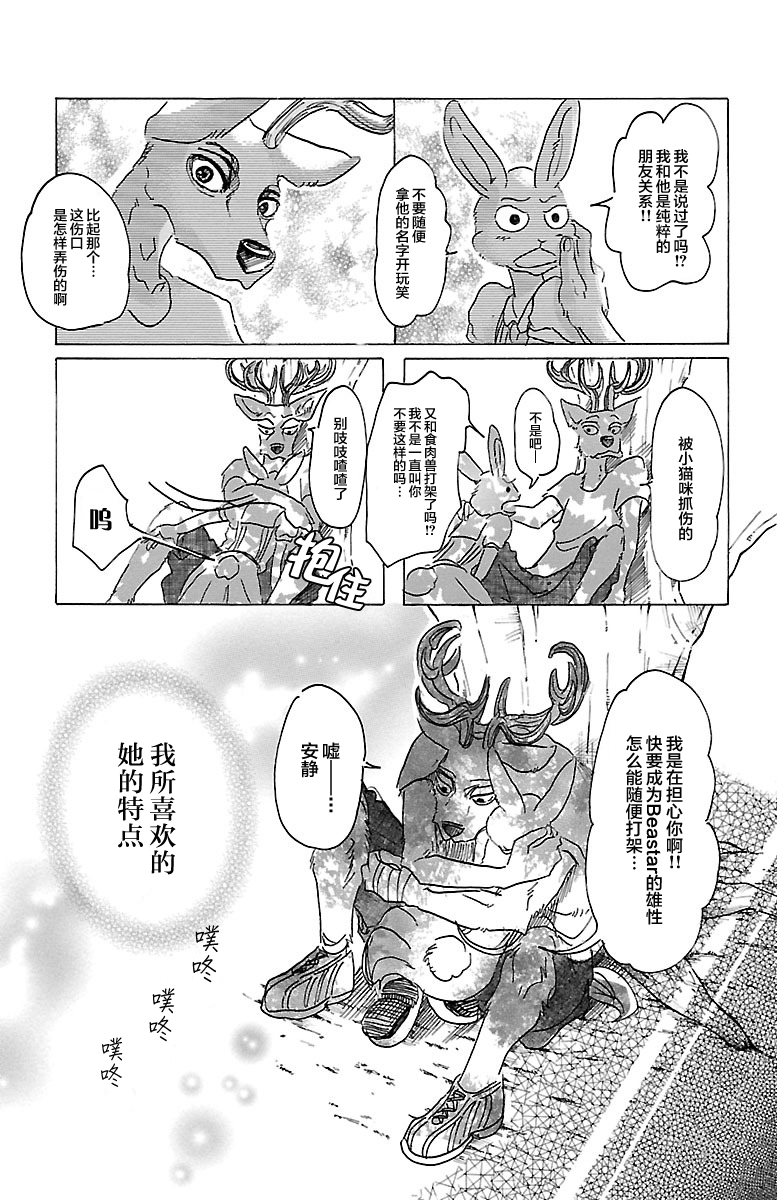 我不是说过了吗!?
我和他是纯粹的
朋友关系!!
不要随便
拿他的名字开玩笑
比起那个…
这伤口
是怎样弄伤的啊
被小猫咪抓伤的
不是吧—
又和食肉兽打架了吗!?
我不是一直叫你
不要这样的吗…
别吱吱喳喳了
呜
抱住
我是在担心你啊!!
快要成为Beastar的雄性
怎么能随便打架…
嘘——…
安静
我所喜欢的
她的特点
噗咚
噗咚
噗咚